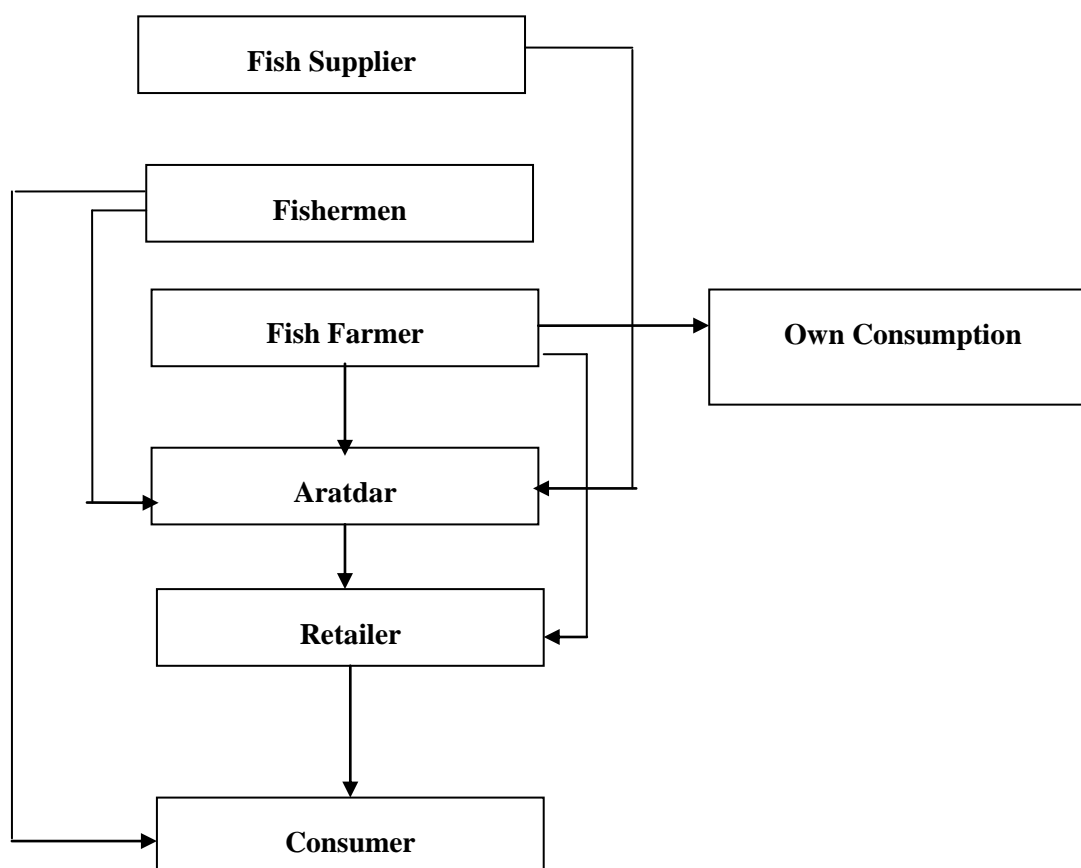 Fish Supplier
Fishermen
Fish Farmer
Own Consumption
Aratdar
Retailer
Consumer